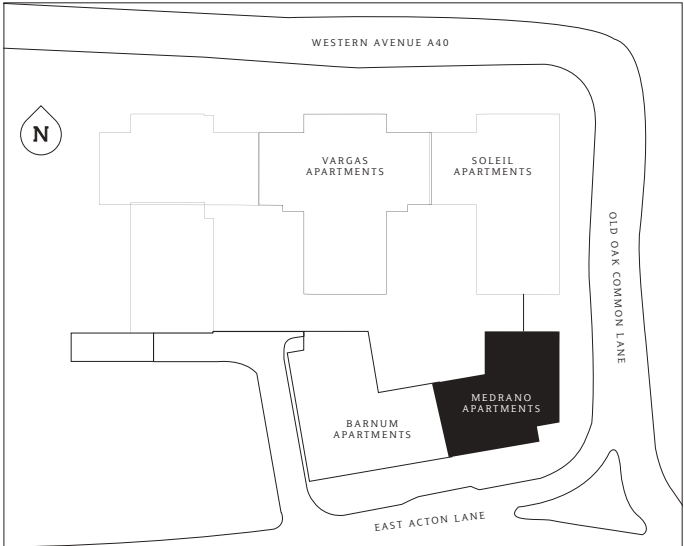 WESTERN AVENUE A40
N
VARGAS
APARTMENTS
SOLEIL
APARTMENTS
OLD OAK COMMON LANE
MEDRANO
APARTMENTS
BARNUM
APARTMENTS
EAST ACTON LANE